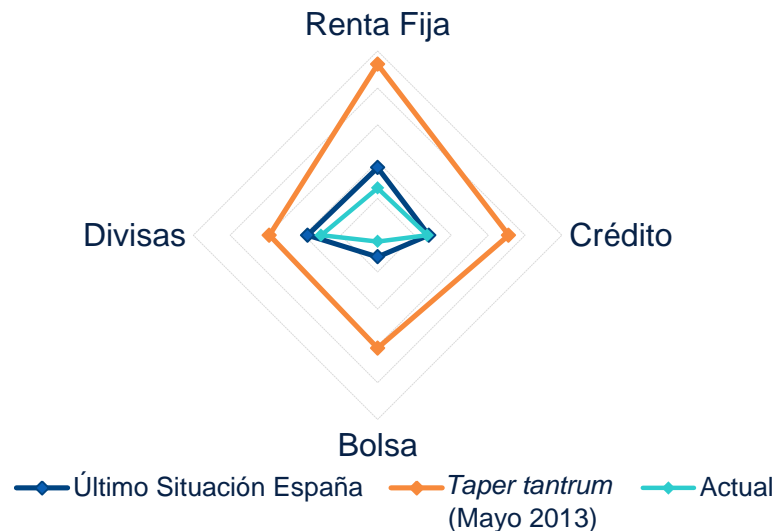 Renta Fija
Divisas
Crédito
Bolsa
Último Situación España
Taper tantrum
(Mayo 2013)
Actual